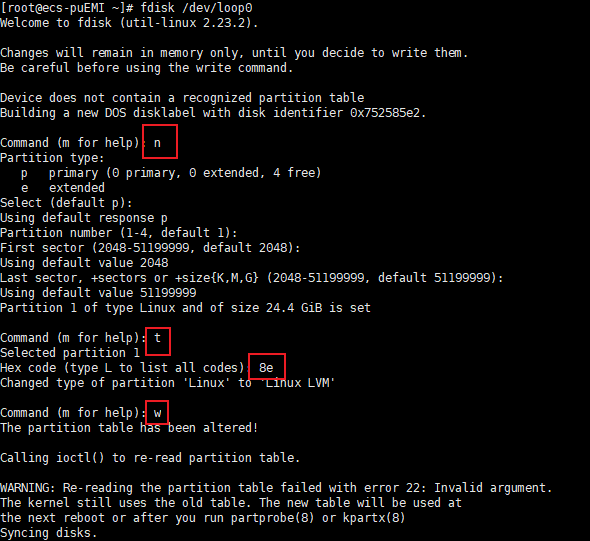 [root@ecs-puEMI ~]# fdisk /dev/loop0
Welcome to fdisk (util-linux 2.23.2).
Changes will remain in memory only, until you decide to write them.
Be careful before using the write command.
Device does not contain a recognized partition table
Building a new DOS disklabel with disk identifier 0x752585e2.
Command (m for help): n
Partition type:
   p   primary (0 primary, 0 extended, 4 free)
   e   extended
Select (default p):
Using default response p
Partition number (1-4, default 1):
First sector (2048-51199999, default 2048):
Using default value 2048
Last sector, +sectors or +size{K,M,G} (2048-51199999, default 51199999):
Using default value 51199999
Partition 1 of type Linux and of size 24.4 GiB is set
Command (m for help): t
Selected partition 1
Hex code (type L to list all codes): 8e
Changed type of partition 'Linux' to 'Linux LVM'
Command (m for help): w
The partition table has been altered!
Calling ioctl() to re-read partition table.
WARNING: Re-reading the partition table failed with error 22: Invalid argument.
The kernel still uses the old table. The new table will be used at
the next reboot or after you run partprobe(8) or kpartx(8)
Syncing disks.